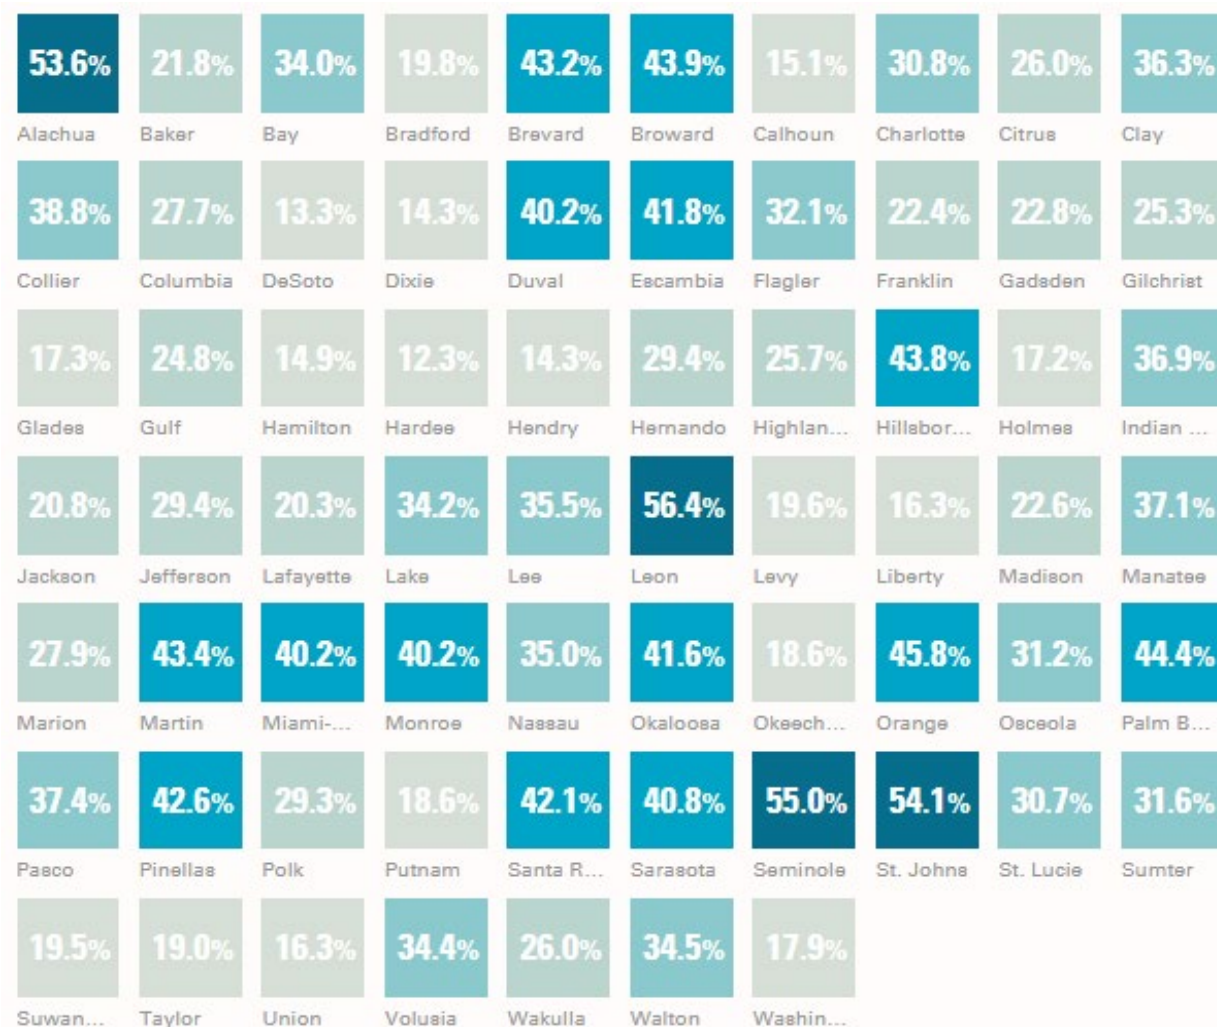 53.6% 21.8% 34.0% 19.8% 43.2% 43.9% 15.1% 30.8% 26.0% 36.3%
Alachua Baker Bay Bradford Brevard Broward Calhoun Charlotte Citrus Clay
38.8% 27.7% 13.3% 14.3% 40.2% 41.8% 32.1% 22.4% 22.8% 25.3%
Collier Columbia DeSoto Dixie Duval Escambia Flagler Franklin Gadsden Gilchrist
17.3% 24.8% 14.9% 12.3% 14.3% 29.4% 25.7% 43.8% 17.2% 36.9%
Glades Gulf Hamilton Hardee Hendry Hernando Highlan... Hillsbor... Holmes Indian ...
20.8% 29.4% 20.3% 34.2% 35.5% 56.4% 19.6% 16.3% 22.6% 37.1%
Jackson Jefferson Lafayette Lake Lee Leon Levy Liberty Madison Manatee
27.9% 43.4% 40.2% 40.2% 35.0% 41.6% 18.6% 45.8% 31.2% 44.4%
Marion Martin Miami-... Monroe Nassau Okaloosa Okeech... Orange Osceola Palm B...
37.4% 42.6% 29.3% 18.6% 42.1% 40.8% 55.0% 54.1% 30.7% 31.6%
Pasco Pinellas Polk Putnam Santa R... Sarasota Seminole St. Johns St. Lucie Sumter
19.5% 19.0% 16.3% 34.4% 26.0% 34.5% 17.9%
Suwan... Taylor Union Volusia Wakulla Walton Washin...